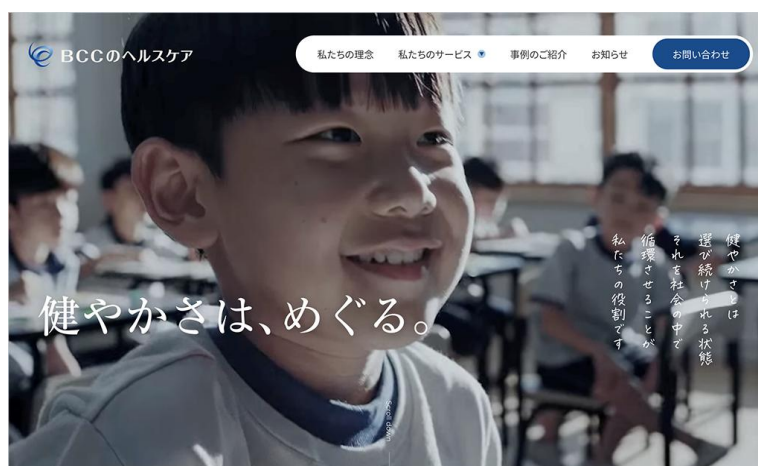 BCCのヘルスケア
私たちの理念
私たちのサービス
事例のご紹介
お知らせ
お問い合わせ
健やかさとは
選び続けられる状態
それを社会の中で
循環させることが
私たちの役割です
健やかさは、めぐる。
Scroll down